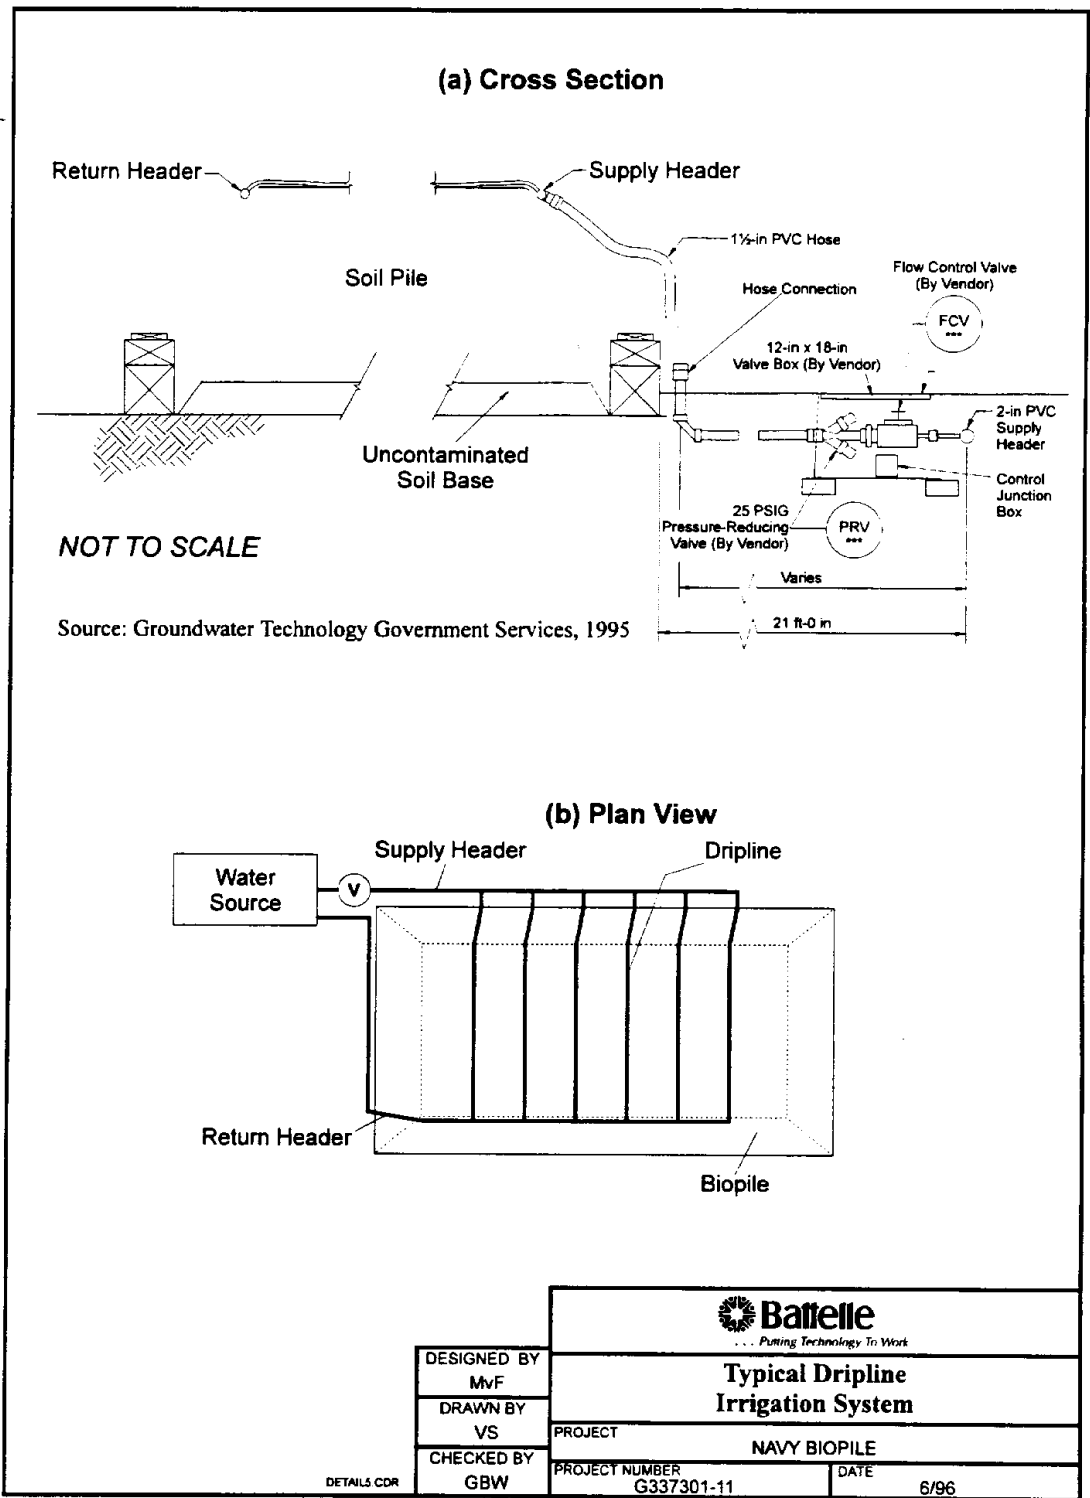 (a) Cross Section
Return Header
Supply Header
1½-in PVC Hose
Soil Pile
Flow Control Valve
(By Vendor)
Hose Connection
FCV
***
12-in x 18-in
Valve Box (By Vendor)
2-in PVC
Supply
Header
Uncontaminated
Soil Base
Control
Junction
Box
25 PSIG
Pressure-Reducing
Valve (By Vendor)
PRV
***
NOT TO SCALE
Varies
Source: Groundwater Technology Government Services, 1995
21 ft-0 in
(b) Plan View
Supply Header
Dripline
Water
Source
V
Return Header
Biopile
Battelle
. . . Putting Technology To Work
DESIGNED BY
MvF
Typical Dripline
Irrigation System
DRAWN BY
VS
PROJECT
NAVY BIOPILE
CHECKED BY
GBW
PROJECT NUMBER
G337301-11
DATE
6/96
DETAIL5.CDR